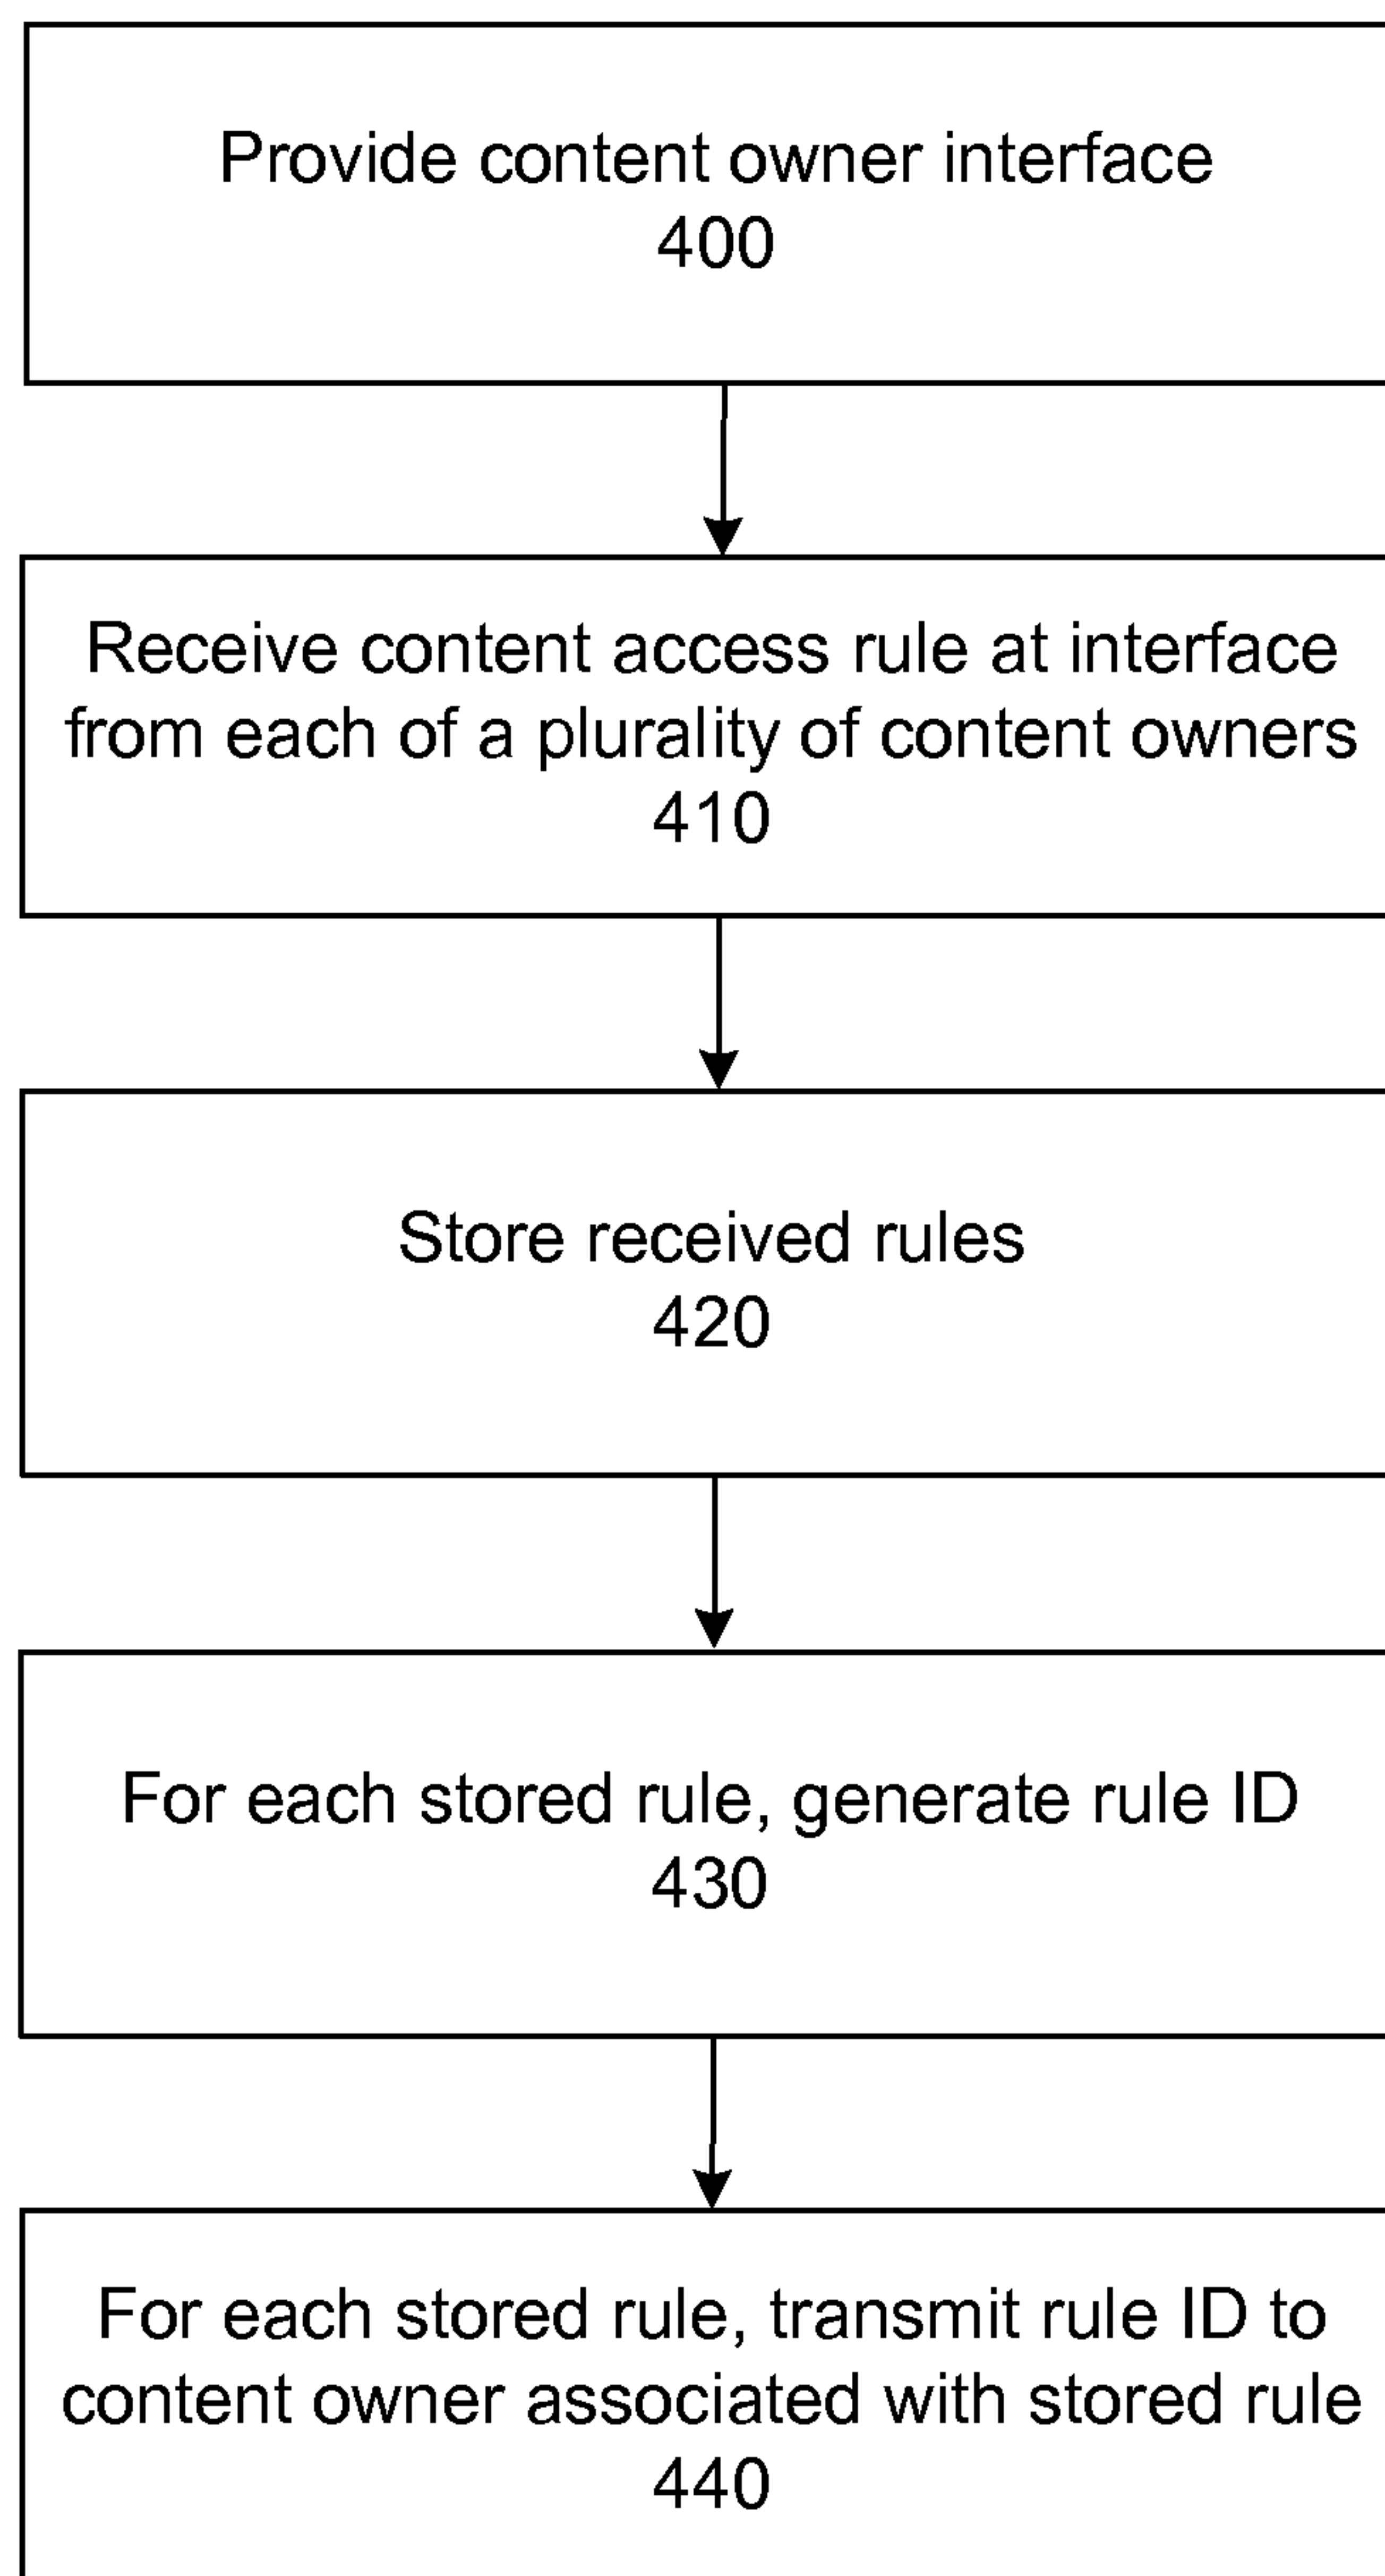 Provide content owner interface
400
Receive content access rule at interface
from each of a plurality of content owners
410
Store received rules
420
For each stored rule, generate rule ID
430
For each stored rule, transmit rule ID to
content owner associated with stored rule
440